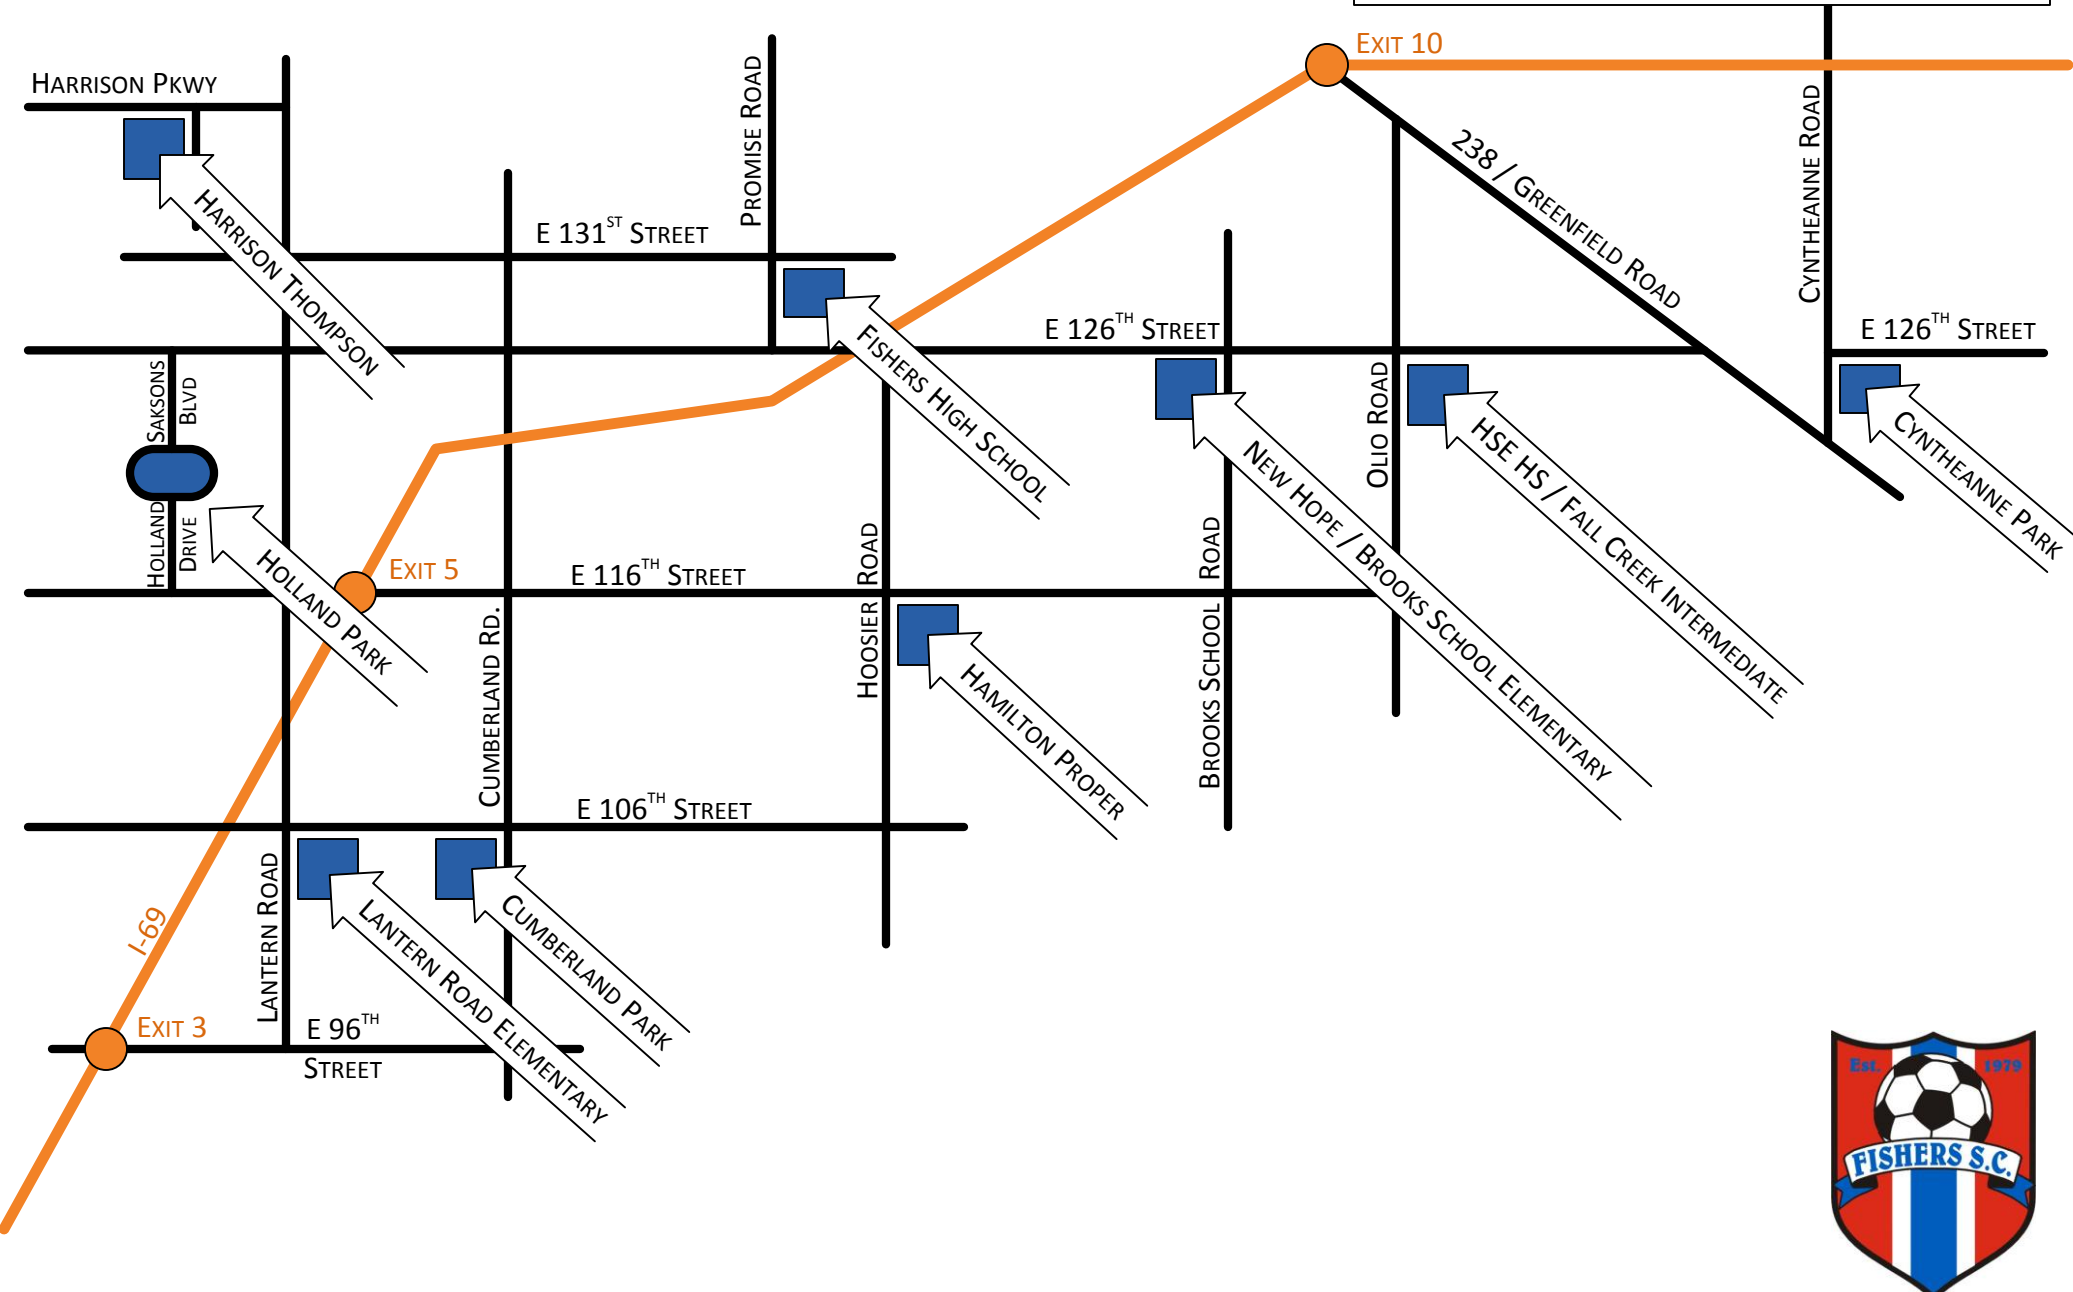 Exit 10
Harrison Pkwy
Promise Road
Cyntheanne Road
238 / Greenfield Road
E 131st Street
Harrison Thompson
E 126th Street
E 126th Street
Fishers High School
Saksons
Blvd
Olio Road
New Hope / Brooks School Elementary
HSE HS / Fall Creek Intermediate
Cyntheanne Park
Holland
Drive
Holland Park
Exit 5
E 116th Street
Hoosier Road
Brooks School Road
Cumberland Rd.
Hamilton Proper
E 106th Street
Lantern Road
I-69
Lantern Road Elementary
Cumberland Park
Exit 3
E 96th
Street
Est. 1979
FISHERS S.C.